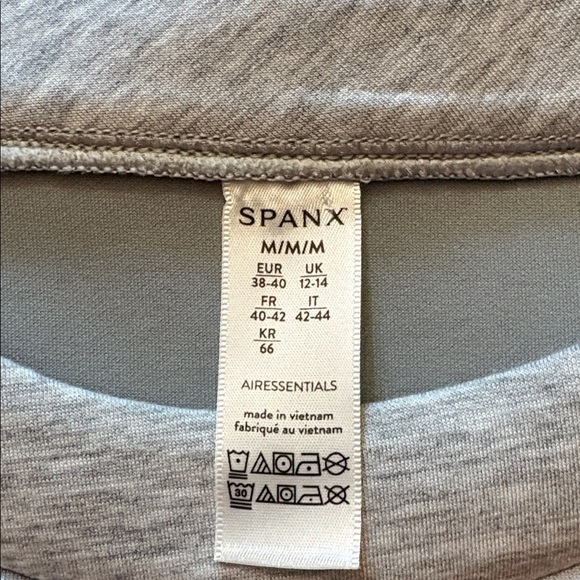 SPANX™
M/M/M
EUR UK
38-40 12-14
FR IT
40-42 42-44
KR
66
AIRESSENTIALS
made in vietnam
fabriqué au vietnam
30